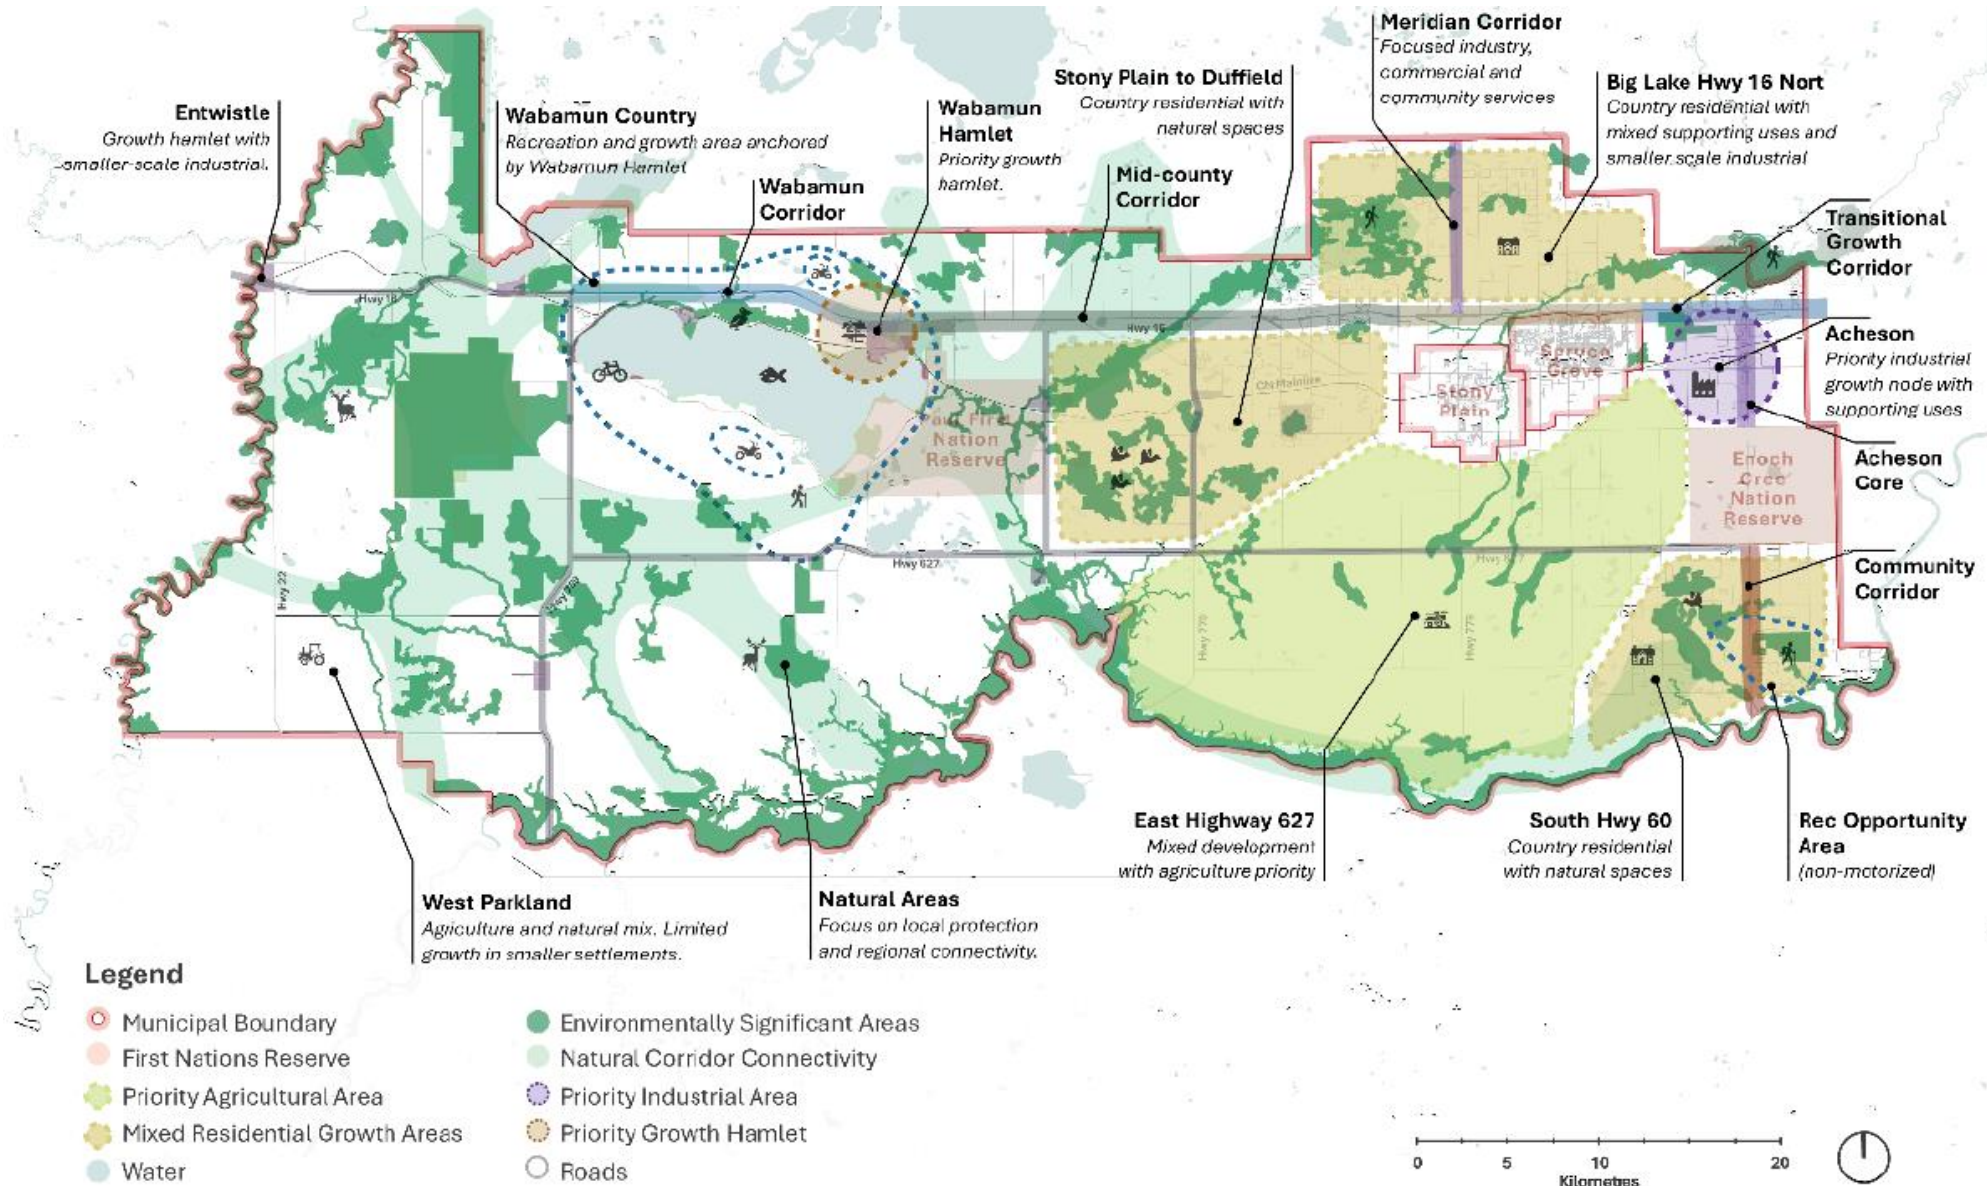 Meridian Corridor
Focused industry,
commercial and
community services
Stony Plain to Duffield
Country residential with
natural spaces
Big Lake Hwy 16 Nort
Country residential with
mixed supporting uses and
smaller scale industrial
Entwistle
Growth hamlet with
smaller-scale industrial.
Wabamun Country
Recreation and growth area anchored
by Wabamun Hamlet
Wabamun
Hamlet
Priority growth
hamlet.
Wabamun
Corridor
Mid-county
Corridor
Transitional
Growth
Corridor
Hwy 16
Hwy 16
Acheson
Priority industrial
growth node with
supporting uses
Spruce
Grove
CN Mainline
Stony
Plain
Paul First
Nation
Reserve
Enoch
Cree
Nation
Reserve
Acheson
Core
Hwy 627
Hwy 22
Community
Corridor
Hwy 770
Hwy 779
East Highway 627
Mixed development
with agriculture priority
South Hwy 60
Country residential
with natural spaces
Rec Opportunity
Area
(non-motorized)
West Parkland
Agriculture and natural mix. Limited
growth in smaller settlements.
Natural Areas
Focus on local protection
and regional connectivity.
Legend
Municipal Boundary
First Nations Reserve
Priority Agricultural Area
Mixed Residential Growth Areas
Water
Environmentally Significant Areas
Natural Corridor Connectivity
Priority Industrial Area
Priority Growth Hamlet
Roads
0 5 10 20
Kilometres